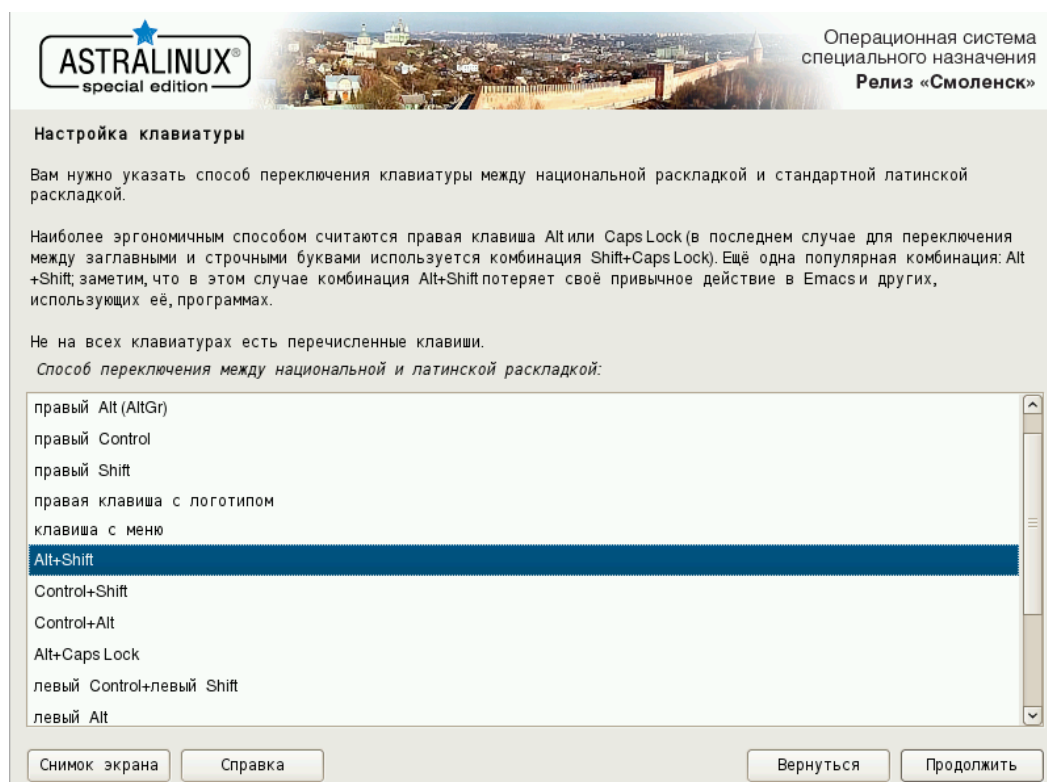 ASTRALINUX®
special edition
Операционная система
специального назначения
Релиз «Смоленск»
Настройка клавиатуры
Вам нужно указать способ переключения клавиатуры между национальной раскладкой и стандартной латинской
раскладкой.
Наиболее эргономичным способом считаются правая клавиша Alt или Caps Lock (в последнем случае для переключения
между заглавными и строчными буквами используется комбинация Shift+Caps Lock). Ещё одна популярная комбинация: Alt
+Shift; заметим, что в этом случае комбинация Alt+Shift потеряет своё привычное действие в Emacs и других,
использующих её, программах.
Не на всех клавиатурах есть перечисленные клавиши.
Способ переключения между национальной и латинской раскладкой:
правый Alt (AltGr)
правый Control
правый Shift
правая клавиша с логотипом
клавиша с меню
Alt+Shift
Control+Shift
Control+Alt
Alt+Caps Lock
левый Control+левый Shift
левый Alt
Снимок экрана
Справка
Вернуться
Продолжить